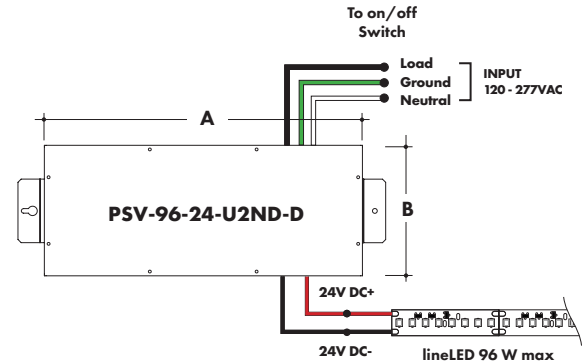 To on/off
Switch
Load
Ground
Neutral
INPUT
120 - 277VAC
A
B
PSV-96-24-U2ND-D
24V DC+
24V DC-
lineLED 96 W max